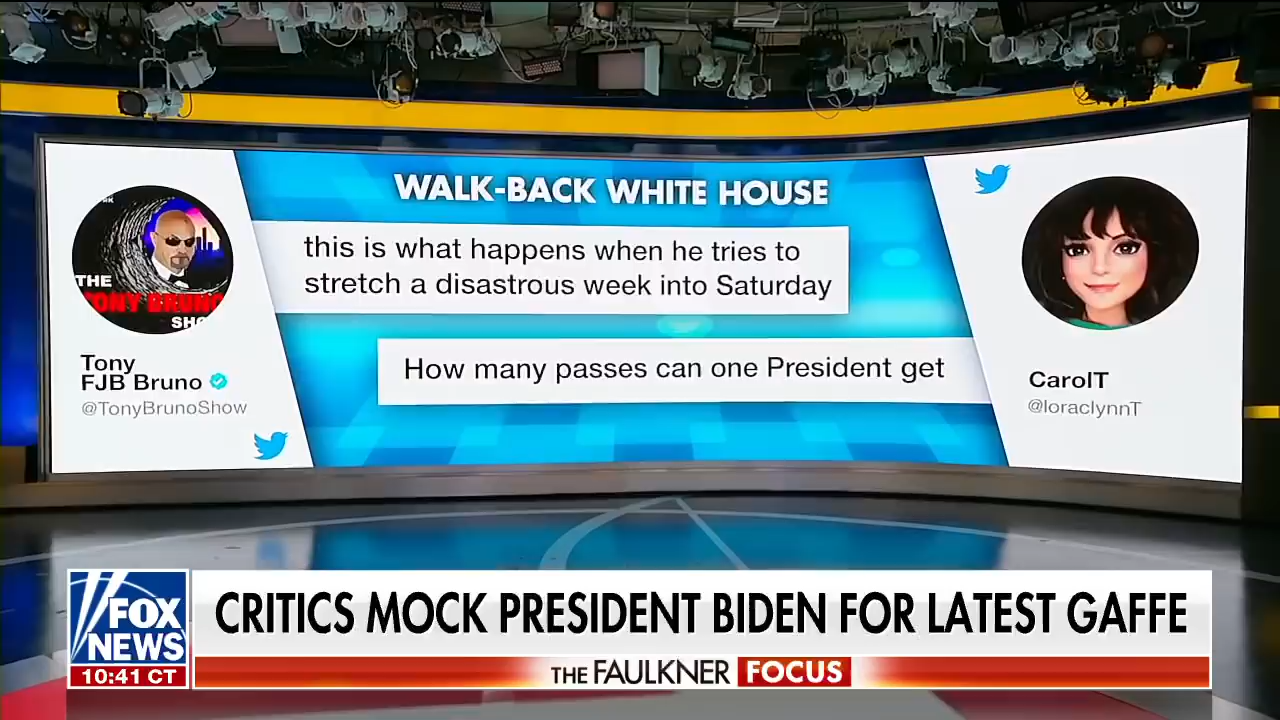 WALK-BACK WHITE HOUSE
this is what happens when he tries to
stretch a disastrous week into Saturday
How many passes can one President get
THE
TONY BRUNO
Tony
FJB Bruno
@TonyBrunoShow
CarolT
@loraclynnT
FOX
NEWS
10:41 CT
CRITICS MOCK PRESIDENT BIDEN FOR LATEST GAFFE
THE FAULKNER FOCUS